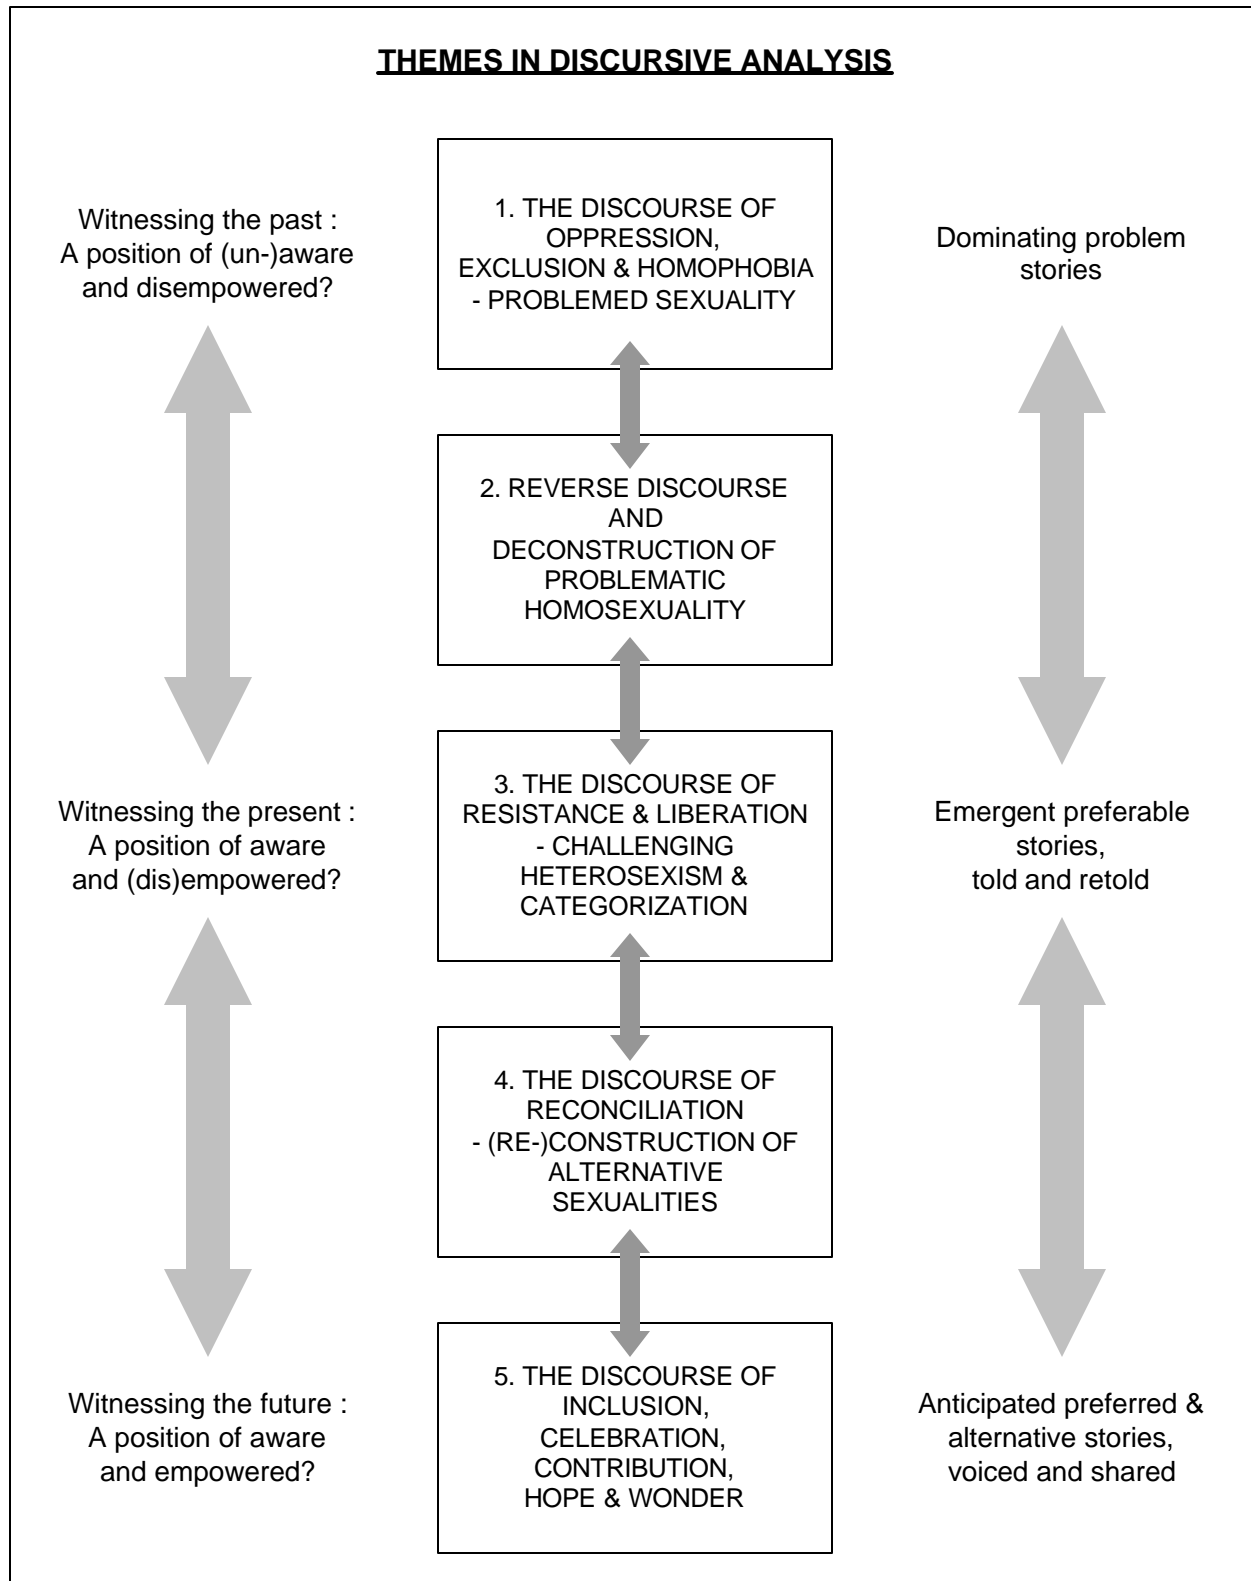 THEMES IN DISCURSIVE ANALYSIS
Witnessing the past :
A position of (un-)aware
and disempowered?
1. THE DISCOURSE OF
OPPRESSION,
EXCLUSION & HOMOPHOBIA
- PROBLEMED SEXUALITY
Dominating problem
stories
2. REVERSE DISCOURSE
AND
DECONSTRUCTION OF
PROBLEMATIC
HOMOSEXUALITY
Witnessing the present :
A position of aware
and (dis)empowered?
3. THE DISCOURSE OF
RESISTANCE & LIBERATION
- CHALLENGING
HETEROSEXISM &
CATEGORIZATION
Emergent preferable
stories,
told and retold
4. THE DISCOURSE OF
RECONCILIATION
- (RE-)CONSTRUCTION OF
ALTERNATIVE
SEXUALITIES
Witnessing the future :
A position of aware
and empowered?
5. THE DISCOURSE OF
INCLUSION,
CELEBRATION,
CONTRIBUTION,
HOPE & WONDER
Anticipated preferred &
alternative stories,
voiced and shared